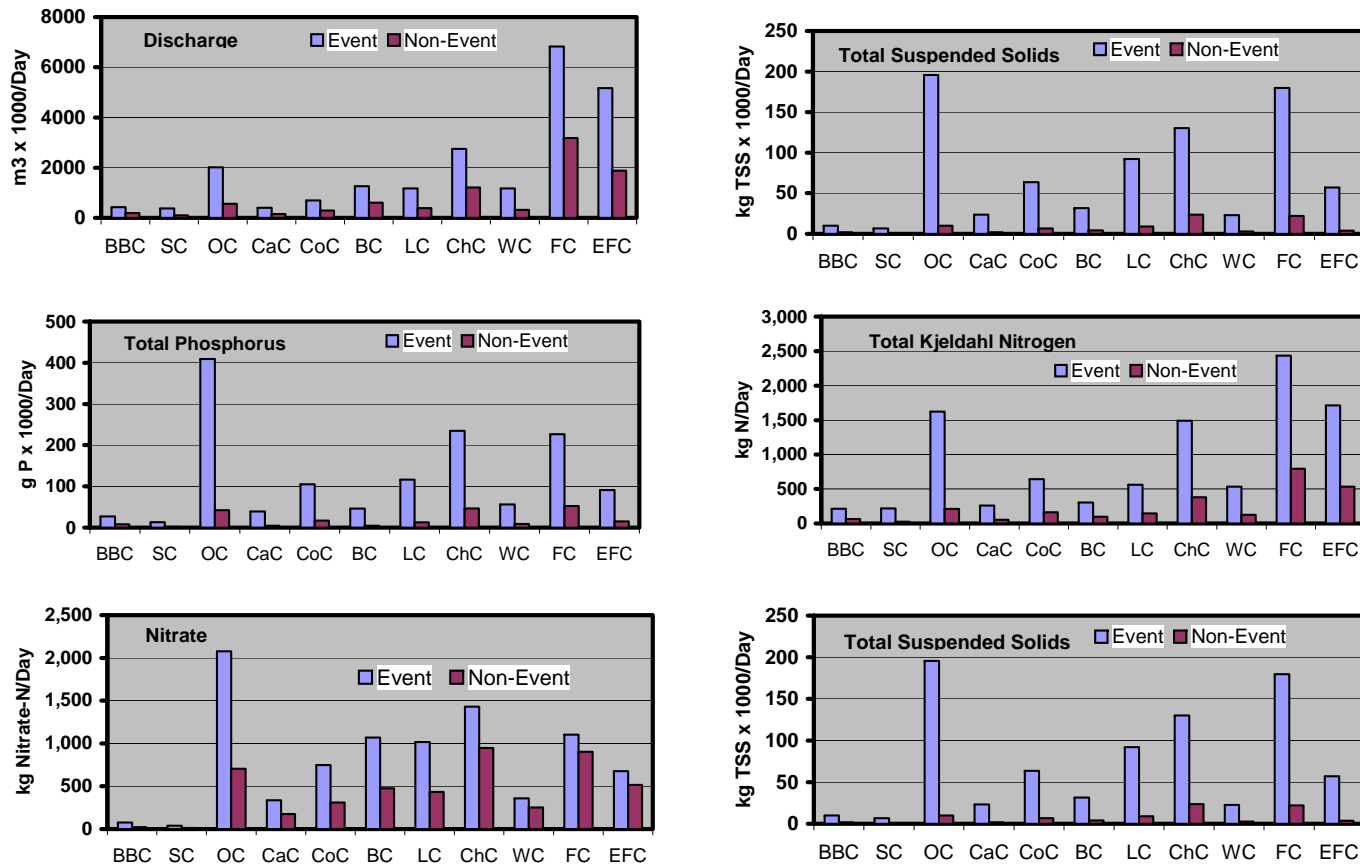 Discharge
Event Non-Event
m3 x 1000/Day
8000
6000
4000
2000
0
BBC SC OC CaC CoC BC LC ChC WC FC EFC
Total Suspended Solids
Event Non-Event
kg TSS x 1000/Day
250
200
150
100
50
0
BBC SC OC CaC CoC BC LC ChC WC FC EFC
Total Phosphorus
Event Non-Event
g P x 1000/Day
500
400
300
200
100
0
BBC SC OC CaC CoC BC LC ChC WC FC EFC
Total Kjeldahl Nitrogen
Event Non-Event
kg N/Day
3,000
2,500
2,000
1,500
1,000
500
0
BBC SC OC CaC CoC BC LC ChC WC FC EFC
Nitrate
Event Non-Event
kg Nitrate-N/Day
2,500
2,000
1,500
1,000
500
0
BBC SC OC CaC CoC BC LC ChC WC FC EFC
Total Suspended Solids
Event Non-Event
kg TSS x 1000/Day
250
200
150
100
50
0
BBC SC OC CaC CoC BC LC ChC WC FC EFC